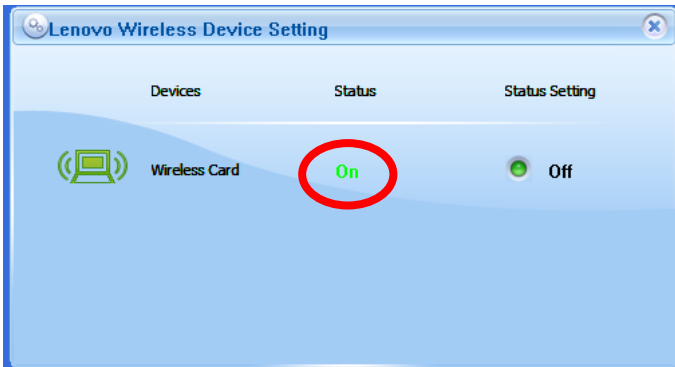 Lenovo Wireless Device Setting
Devices Status Status Setting
Wireless Card On Off